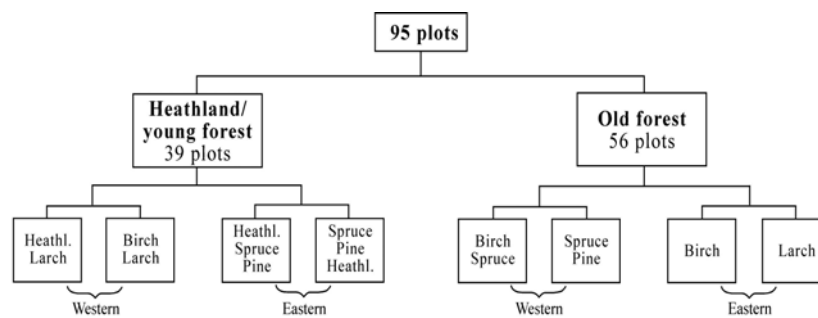 95 plots
Heathland/
young forest
39 plots
Old forest
56 plots
Heathl.
Larch
Birch
Larch
Heathl.
Spruce
Pine
Spruce
Pine
Heathl.
Birch
Spruce
Spruce
Pine
Birch
Larch
Western
Eastern
Western
Eastern